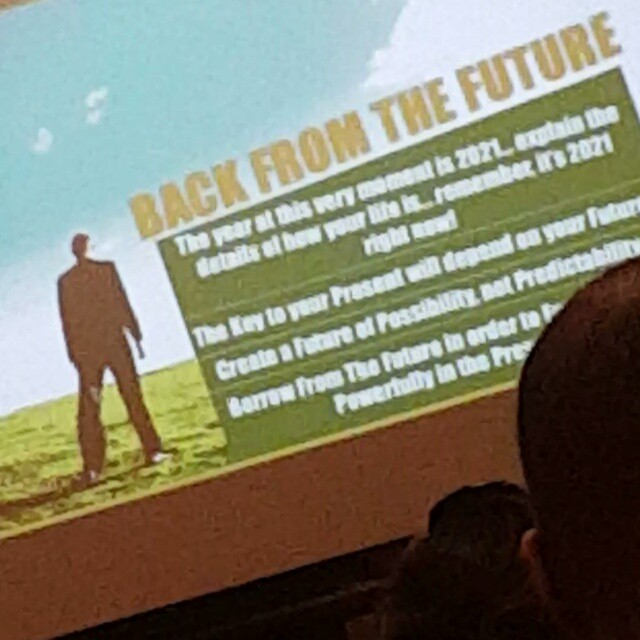 BACK FROM THE FUTURE
The year at this very moment is 2021... explain the
details of how your life is... remember, it's 2021
right now!
The Key to your Present will depend on your Future
Create a Future of Possibility, not Predictability
Borrow from The Future in order to
Powerfully in the